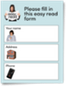 Please fill in
this easy read
form
Your name
Address
Phone